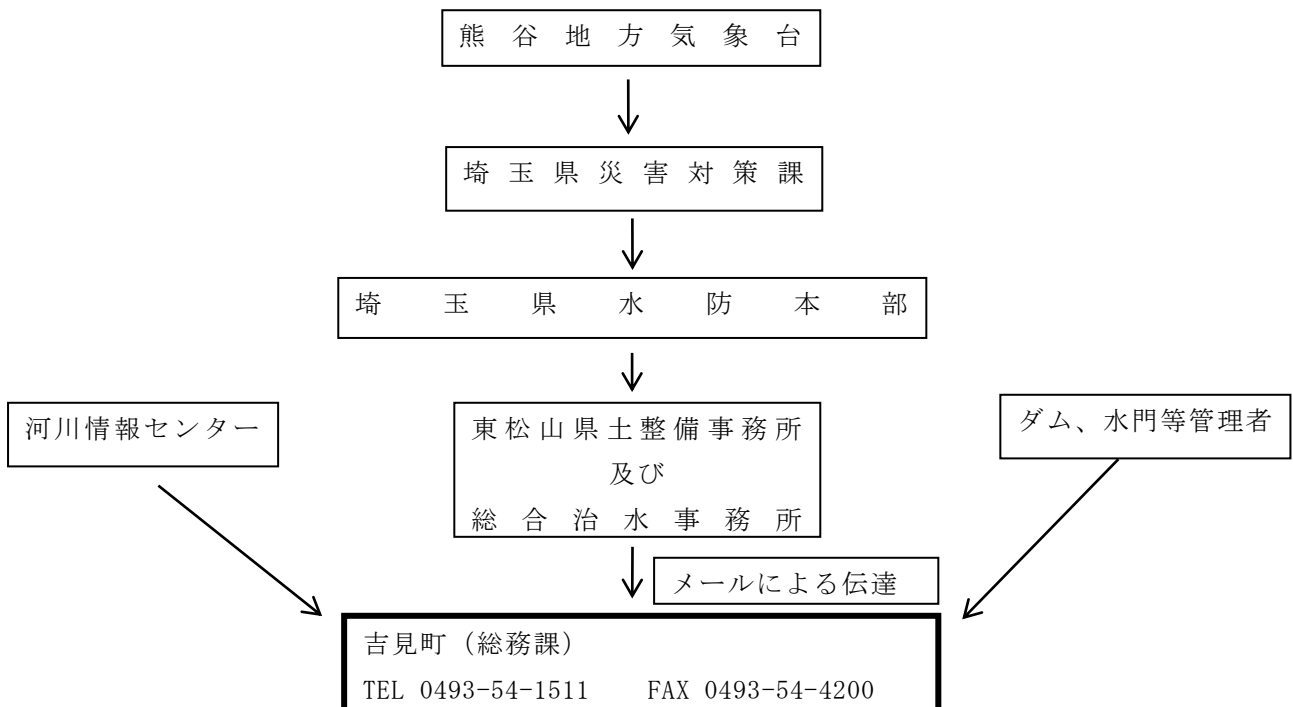 熊谷地方気象台
埼玉県災害対策課
埼玉県水防本部
河川情報センター
東松山県土整備事務所
及び
総合治水事務所
ダム、水門等管理者
メールによる伝達
吉見町（総務課）
TEL 0493-54-1511　　FAX 0493-54-4200